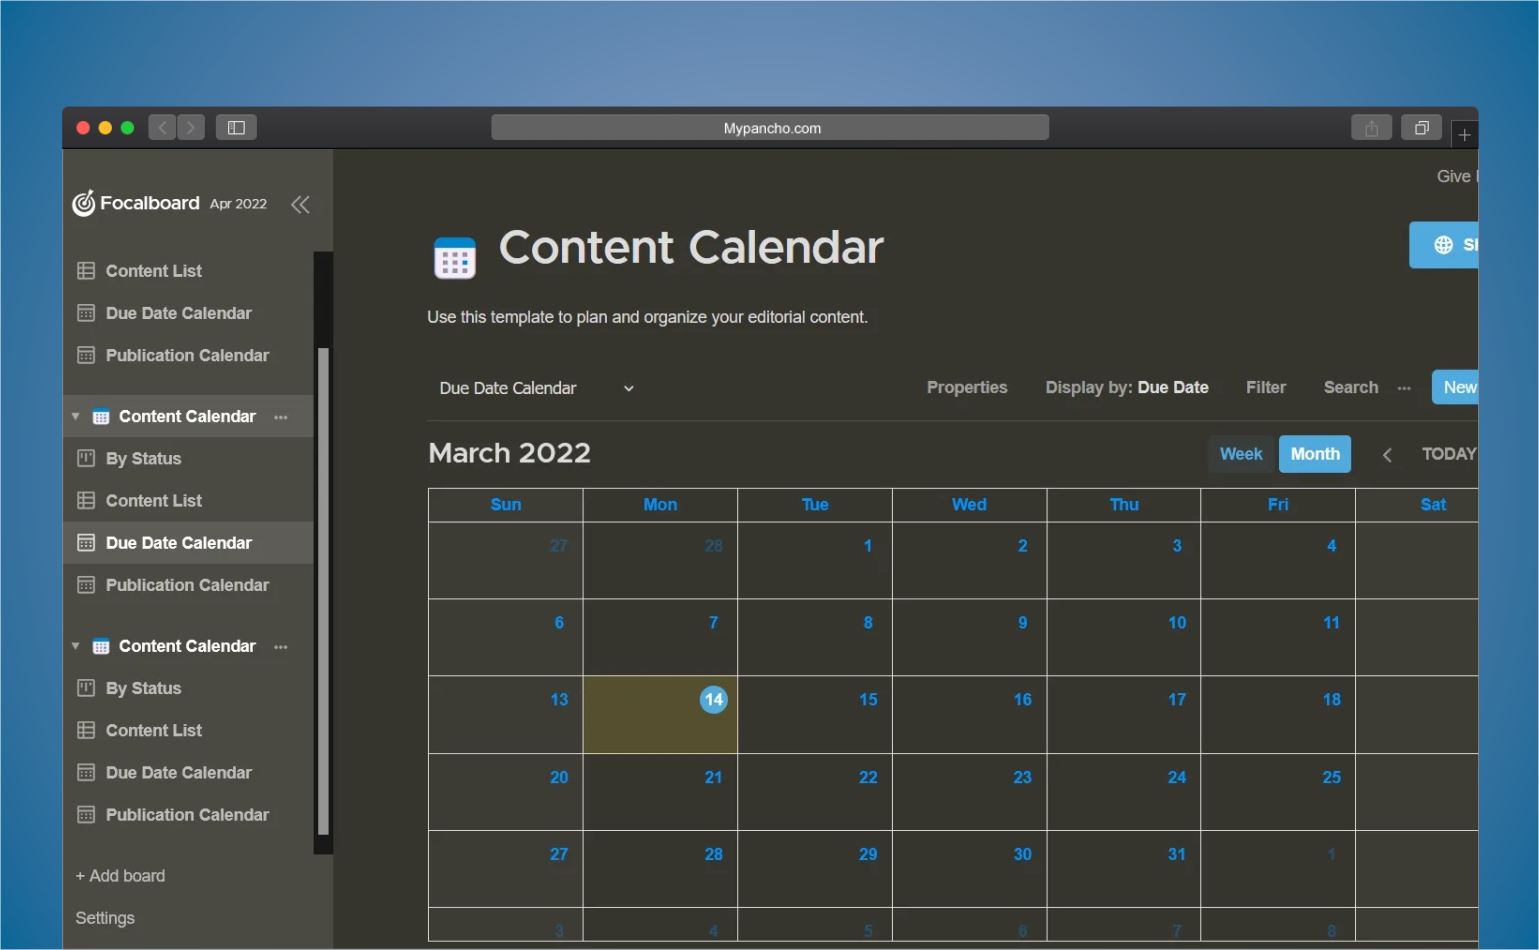 Mypancho.com
Focalboard Apr 2022
Content List
Due Date Calendar
Publication Calendar
Content Calendar
By Status
Content List
Due Date Calendar
Publication Calendar
Content Calendar
By Status
Content List
Due Date Calendar
Publication Calendar
+ Add board
Settings
Give
Content Calendar
Use this template to plan and organize your editorial content.
Due Date Calendar
Properties Display by: Due Date Filter Search ... New
March 2022
Week Month < TODAY
Sun Mon Tue Wed Thu Fri Sat
27 28 1 2 3 4
6 7 8 9 10 11
13 14 15 16 17 18
20 21 22 23 24 25
27 28 29 30 31 1
3 4 5 6 7 8